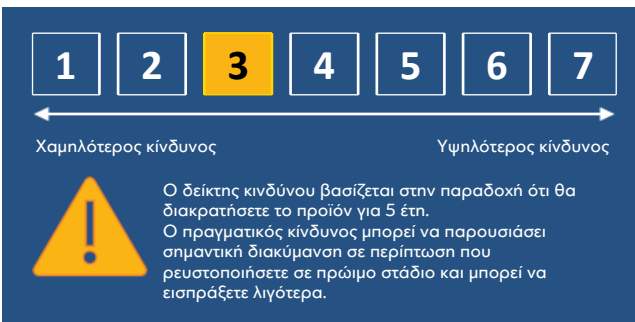 1 2 3 4 5 6 7
Χαμηλότερος κίνδυνος Υψηλότερος κίνδυνος
Ο δείκτης κινδύνου βασίζεται στην παραδοχή ότι θα
διακρατήσετε το προϊόν για 5 έτη.
Ο πραγματικός κίνδυνος μπορεί να παρουσιάσει
σημαντική διακύμανση σε περίπτωση που
ρευστοποιήσετε σε πρώιμο στάδιο και μπορεί να
εισπράξετε λιγότερα.